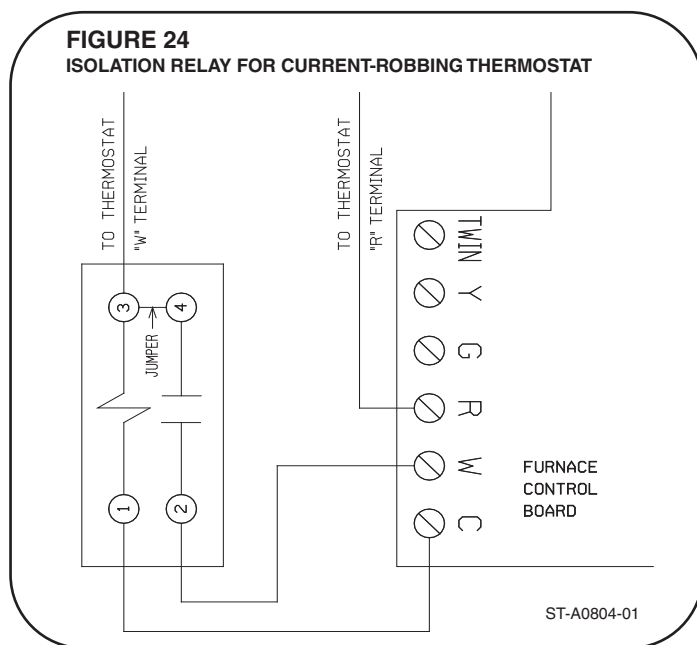 FIGURE 24
ISOLATION RELAY FOR CURRENT-ROBBING THERMOSTAT
TO THERMOSTAT
"W" TERMINAL
TO THERMOSTAT
"R" TERMINAL
3
4
JUMPER
1
2
TWIN
Y
G
R
W
C
FURNACE
CONTROL
BOARD
ST-A0804-01